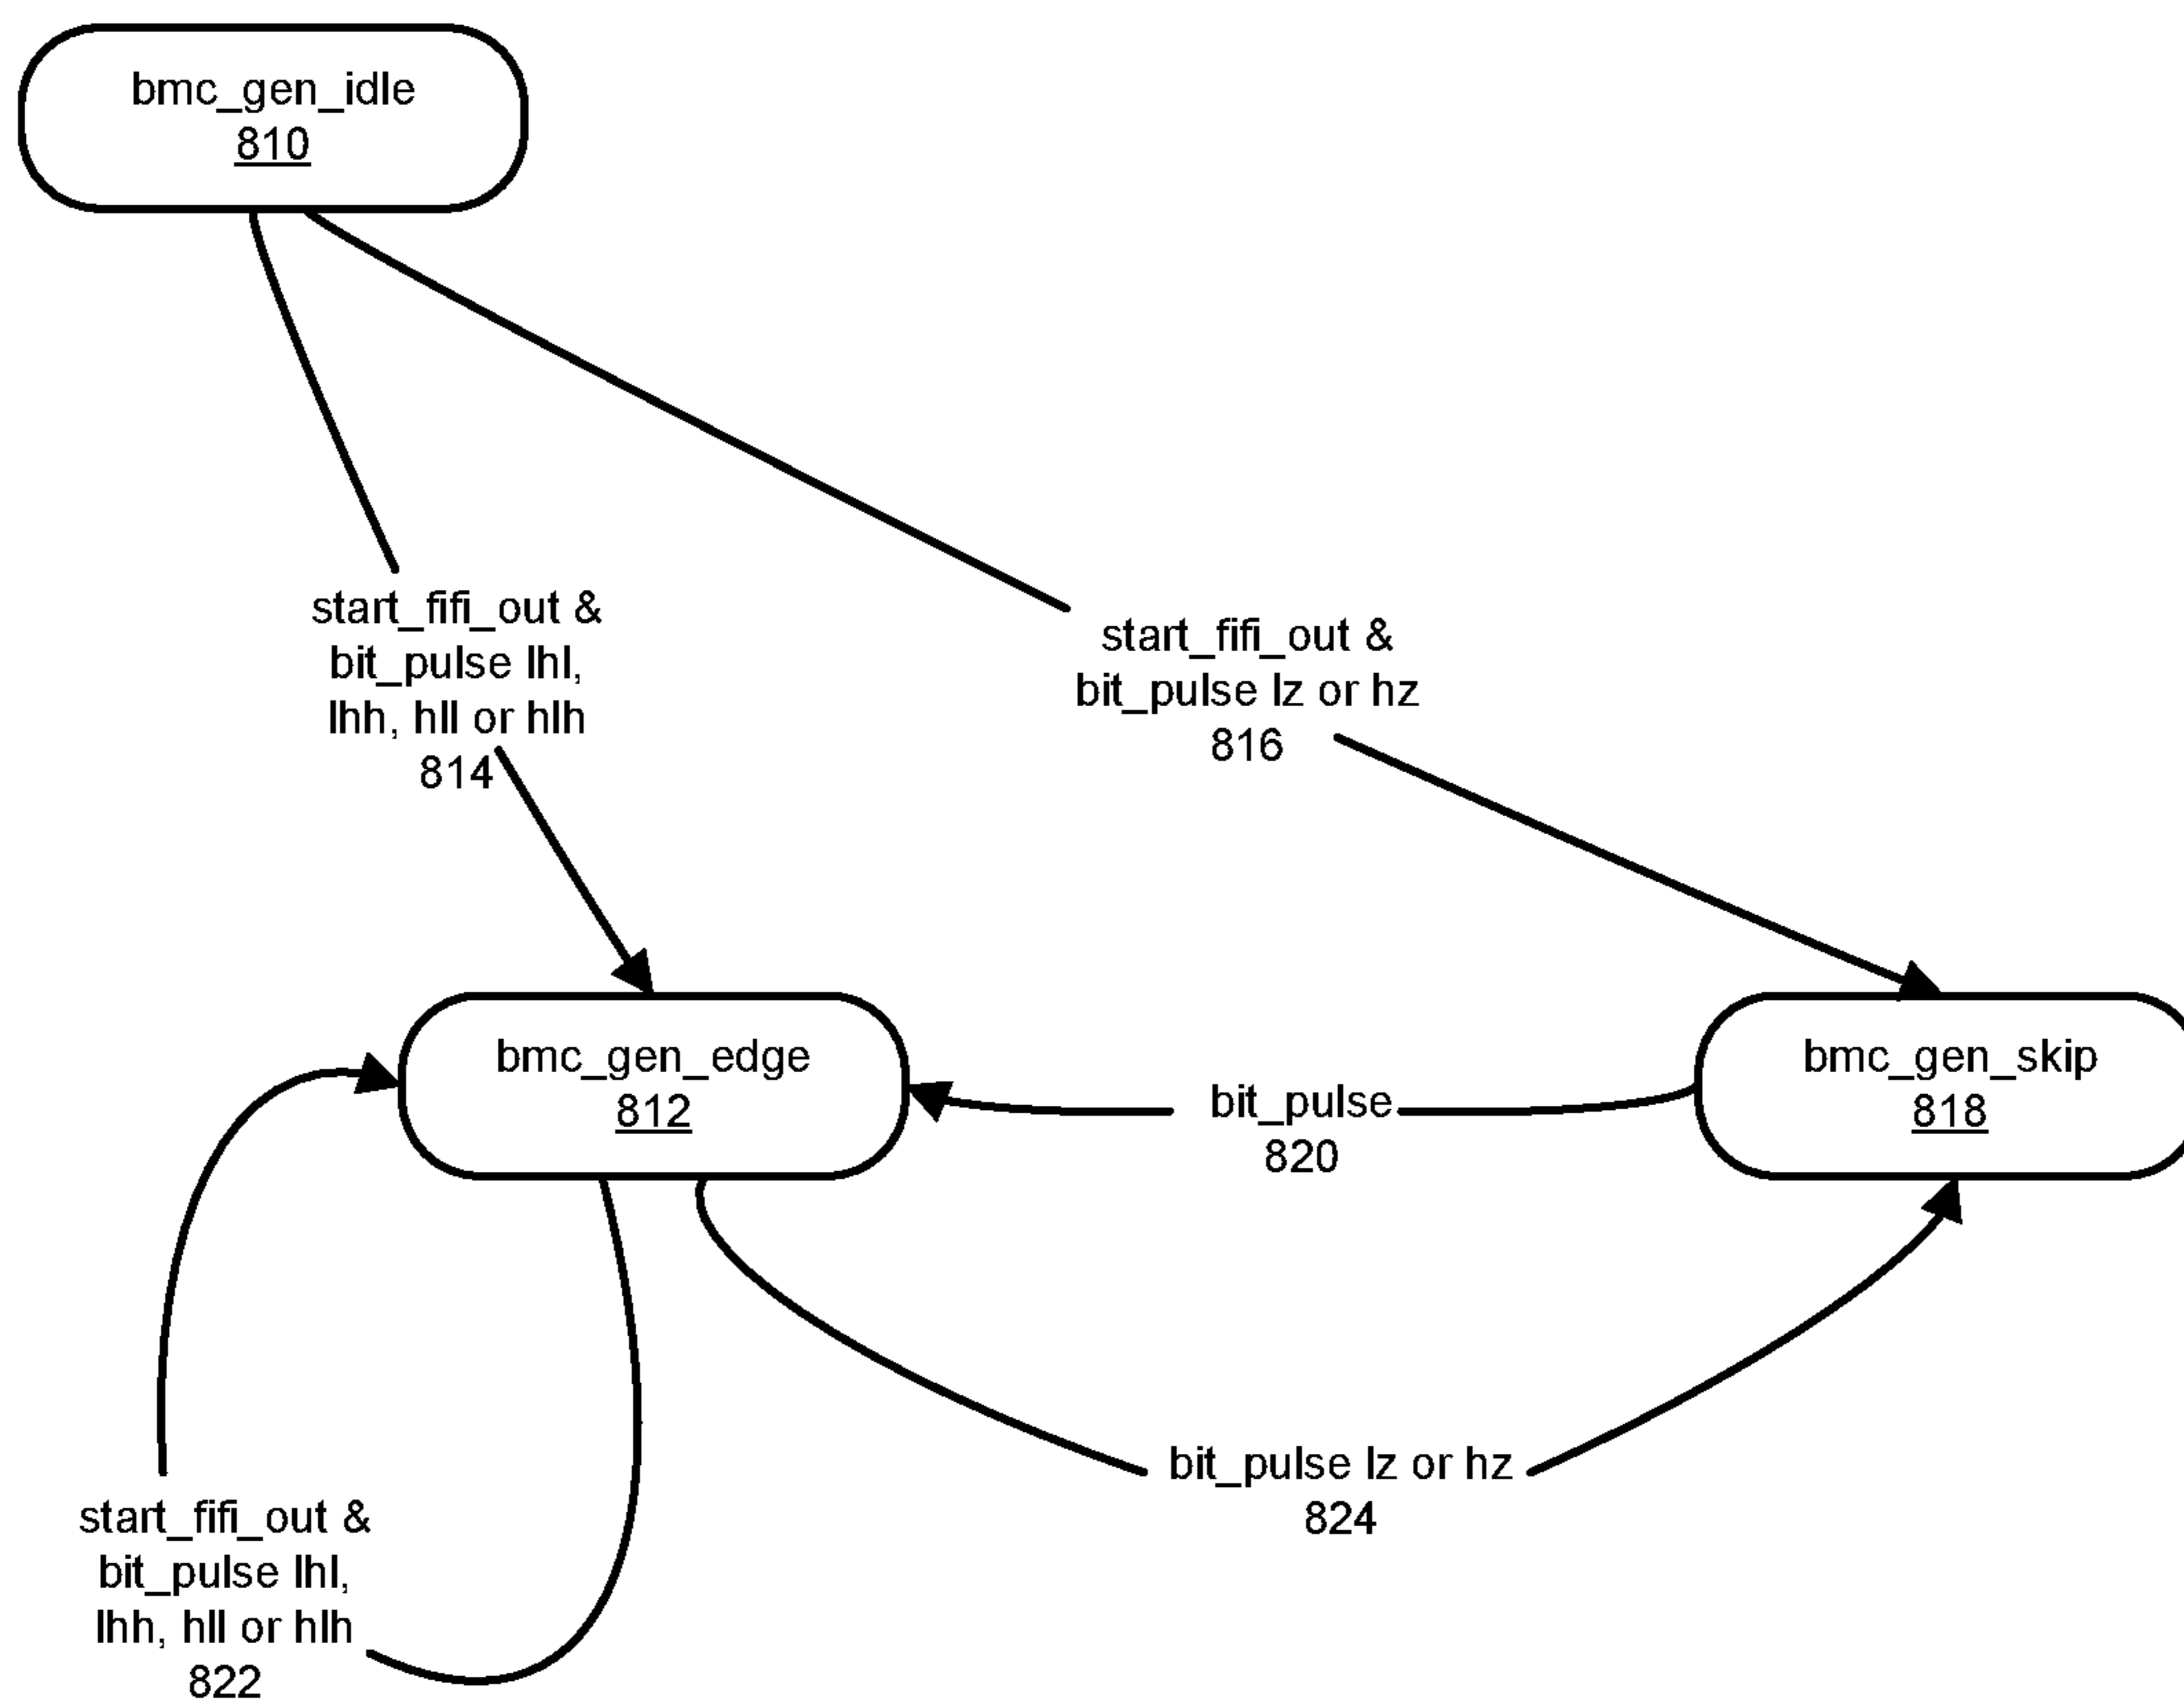 bmc_gen_idle
810
start_fifi_out &
bit_pulse lhl,
lhh, hll or hlh
814
start_fifi_out &
bit_pulse lz or hz
816
bmc_gen_edge
812
bit_pulse
820
bmc_gen_skip
818
bit_pulse lz or hz
824
start_fifi_out &
bit_pulse lhl,
lhh, hll or hlh
822